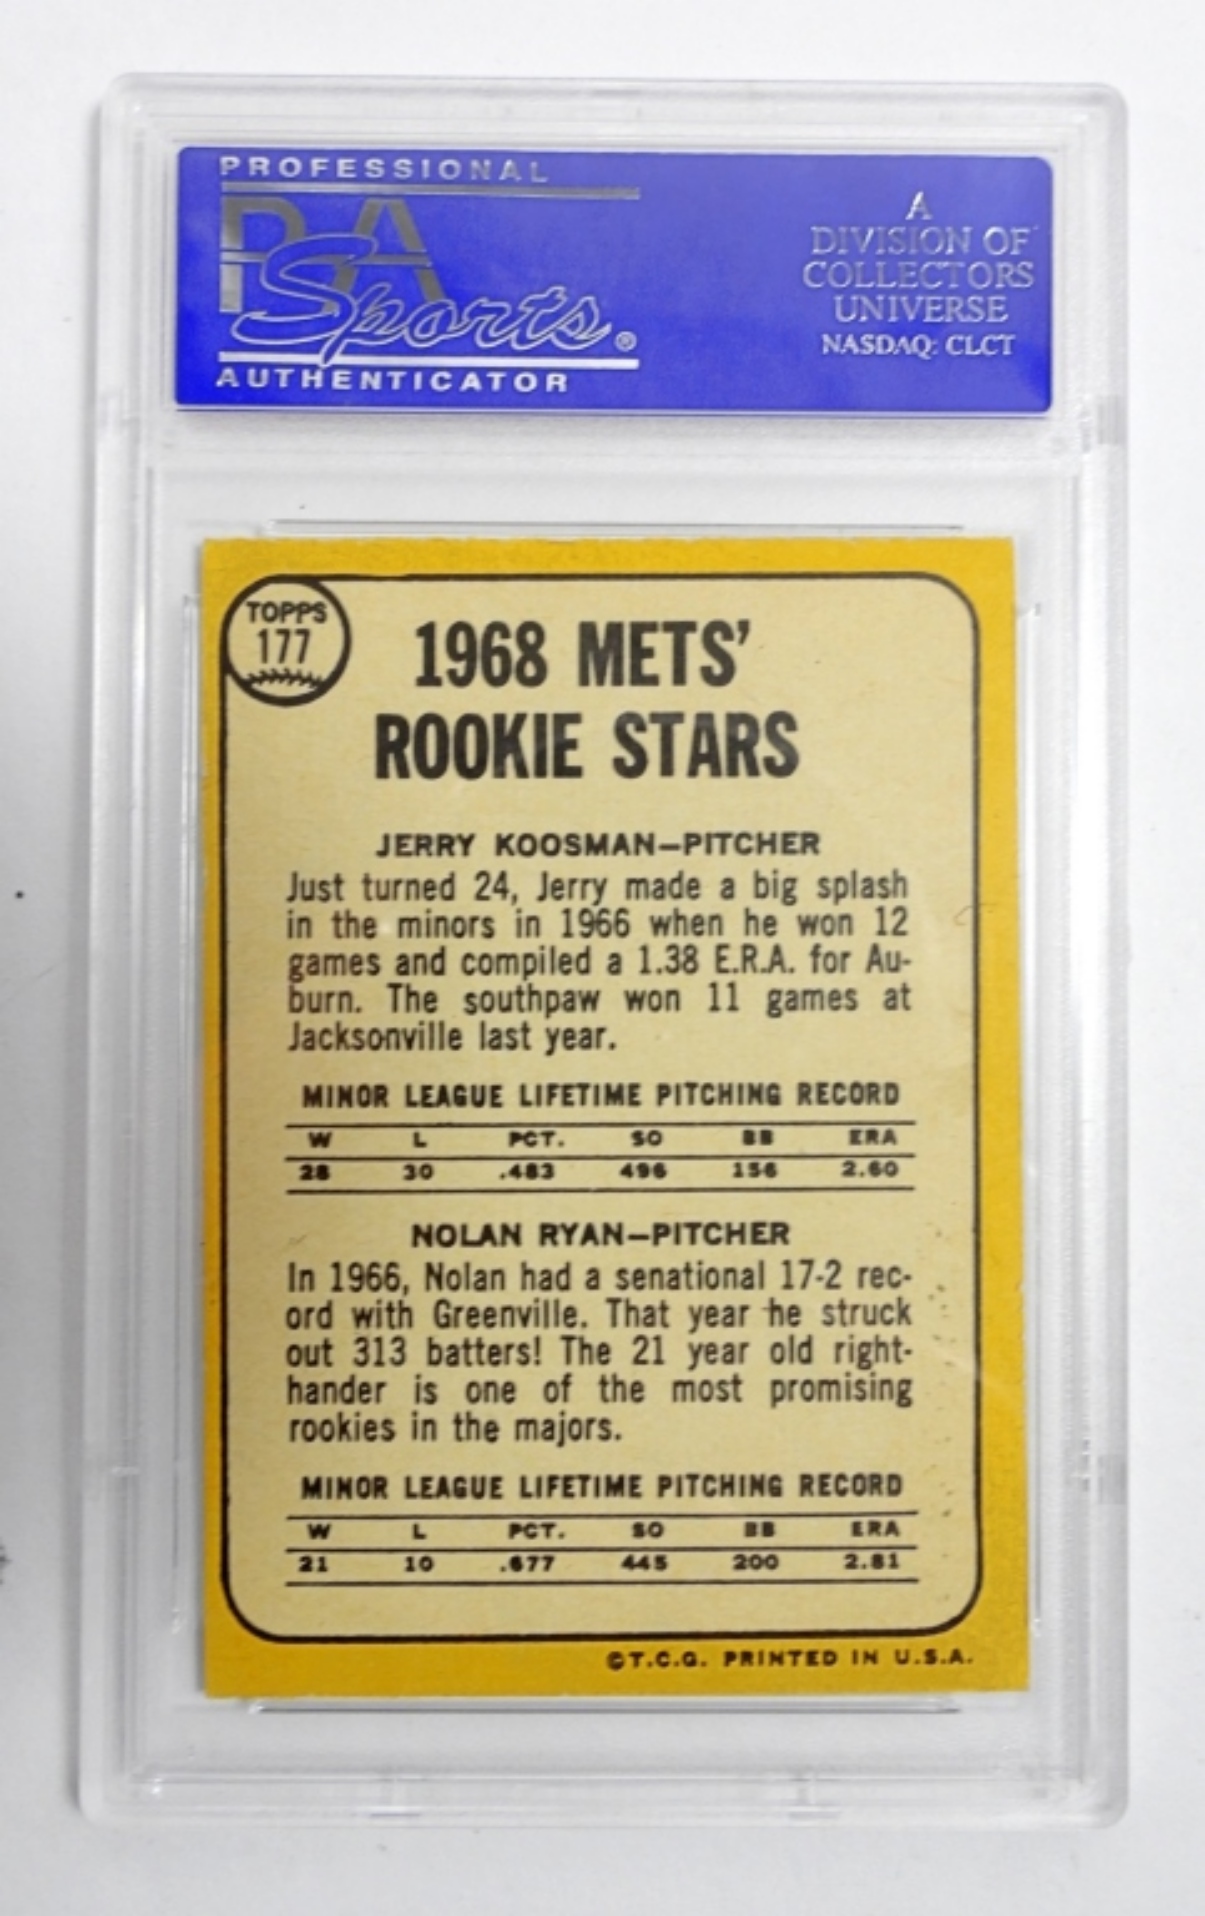 PROFESSIONAL
PSA
Sports®
AUTHENTICATOR
A
DIVISION OF
COLLECTORS
UNIVERSE
NASDAQ: CLCT
TOPPS
177
1968 METS'
ROOKIE STARS
JERRY KOOSMAN—PITCHER
Just turned 24, Jerry made a big splash
in the minors in 1966 when he won 12
games and compiled a 1.38 E.R.A. for Au-
burn. The southpaw won 11 games at
Jacksonville last year.
MINOR LEAGUE LIFETIME PITCHING RECORD
W L PCT. SO BB ERA
28 30 .483 496 156 2.60
NOLAN RYAN—PITCHER
In 1966, Nolan had a senational 17-2 rec-
ord with Greenville. That year he struck
out 313 batters! The 21 year old right-
hander is one of the most promising
rookies in the majors.
MINOR LEAGUE LIFETIME PITCHING RECORD
W L PCT. SO BB ERA
21 10 .677 445 200 2.81
©T.C.G. PRINTED IN U.S.A.